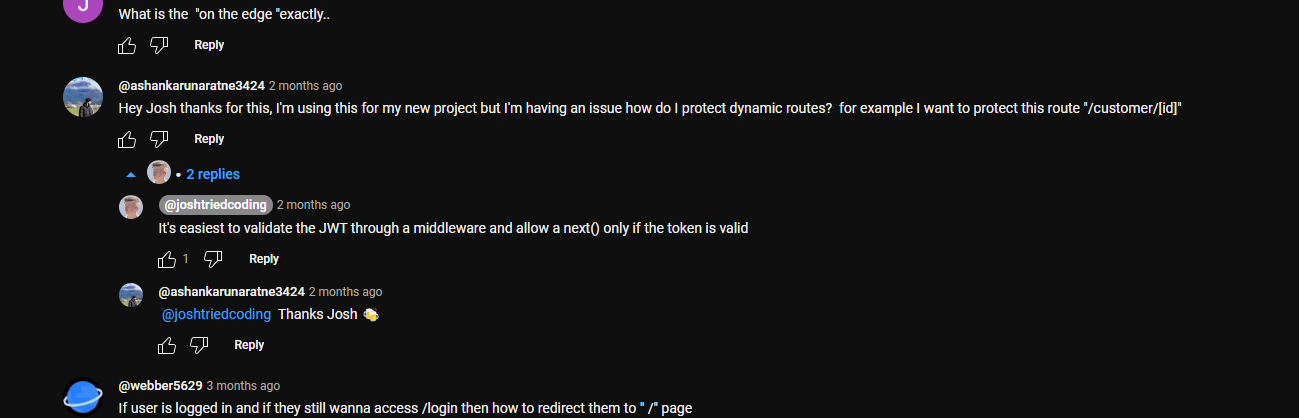 J
What is the "on the edge "exactly..
Reply
@ashankarunaratne3424 2 months ago
Hey Josh thanks for this, I'm using this for my new project but I'm having an issue how do I protect dynamic routes? for example I want to protect this route "/customer/[id]"
Reply
• 2 replies
@joshtriedcoding 2 months ago
It's easiest to validate the JWT through a middleware and allow a next() only if the token is valid
1 Reply
@ashankarunaratne3424 2 months ago
@joshtriedcoding Thanks Josh 🍻
Reply
@webber5629 3 months ago
If user is logged in and if they still wanna access /login then how to redirect them to " /" page